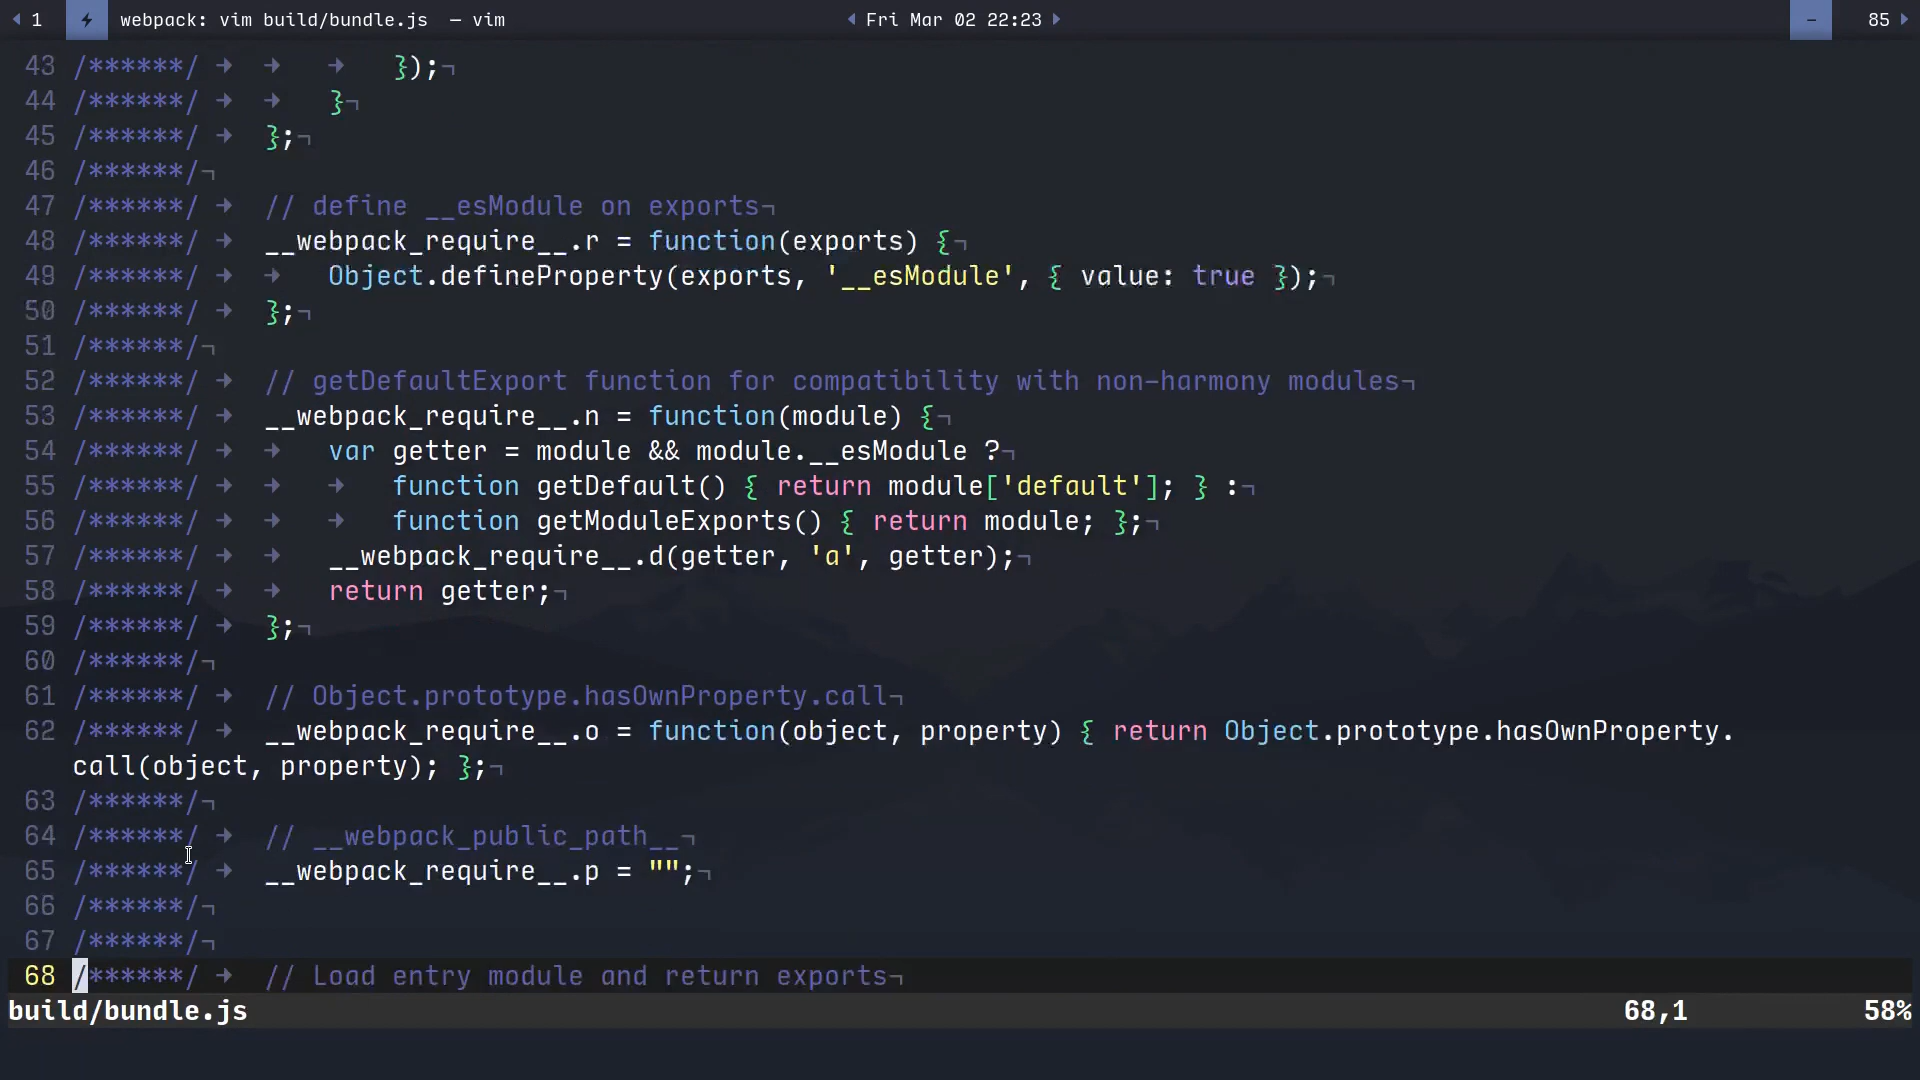 1 webpack: vim build/bundle.js — vim Fri Mar 02 22:23 - 85
43 /******/ → → → });¬
44 /******/ → → }¬
45 /******/ → };¬
46 /******/¬
47 /******/ → // define __esModule on exports¬
48 /******/ → __webpack_require__.r = function(exports) {¬
49 /******/ → → Object.defineProperty(exports, '__esModule', { value: true });¬
50 /******/ → };¬
51 /******/¬
52 /******/ → // getDefaultExport function for compatibility with non-harmony modules¬
53 /******/ → __webpack_require__.n = function(module) {¬
54 /******/ → → var getter = module && module.__esModule ?¬
55 /******/ → → → function getDefault() { return module['default']; } :¬
56 /******/ → → → function getModuleExports() { return module; };¬
57 /******/ → → __webpack_require__.d(getter, 'a', getter);¬
58 /******/ → → return getter;¬
59 /******/ → };¬
60 /******/¬
61 /******/ → // Object.prototype.hasOwnProperty.call¬
62 /******/ → __webpack_require__.o = function(object, property) { return Object.prototype.hasOwnProperty.
call(object, property); };¬
63 /******/¬
64 /******/ → // __webpack_public_path__¬
65 /******/ → __webpack_require__.p = "";¬
66 /******/¬
67 /******/¬
68 /******/ → // Load entry module and return exports¬
build/bundle.js 68,1 58%